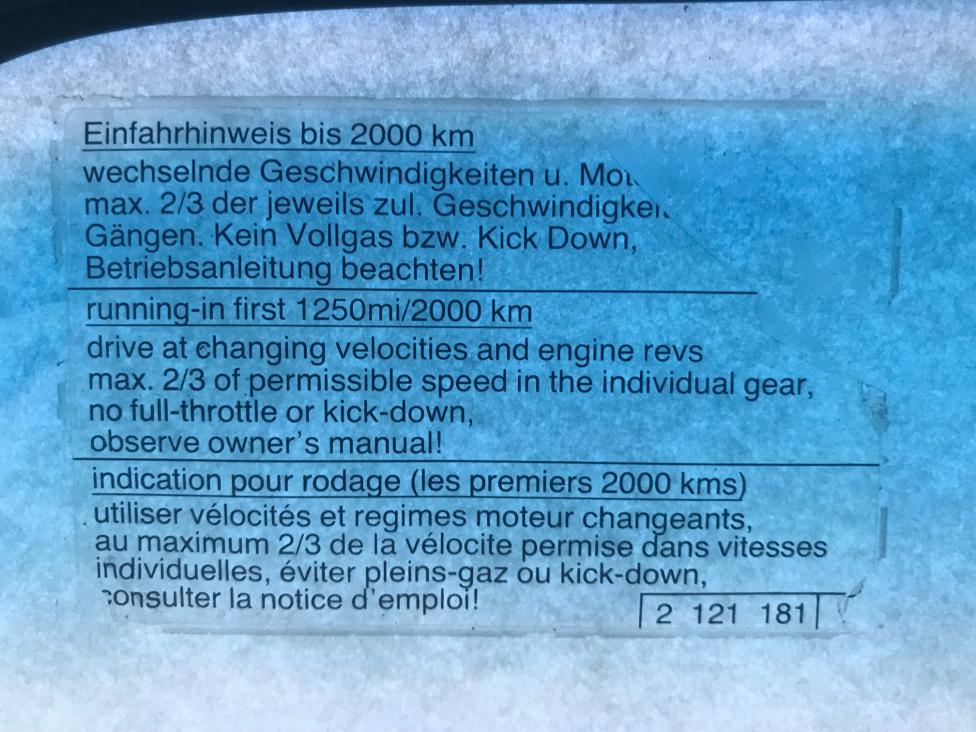 Einfahrhinweis bis 2000 km
wechselnde Geschwindigkeiten u.
max. 2/3 der jeweils zul.
Gängen. Kein Vollgas bzw. Kick Down,
Betriebsanleitung beachten!
running-in first 1250mi/2000 km
drive at changing velocities and engine revs
max. 2/3 of permissible speed in the individual gear,
no full-throttle or kick-down,
observe owner's manual!
indication pour rodage (les premiers 2000 kms)
utiliser vélocités et regimes moteur changeants,
au maximum 2/3 de la vélocite permise dans vitesses
individuelles, éviter pleins-gaz ou kick-down,
consulter la notice d'emploi!
2 121 181